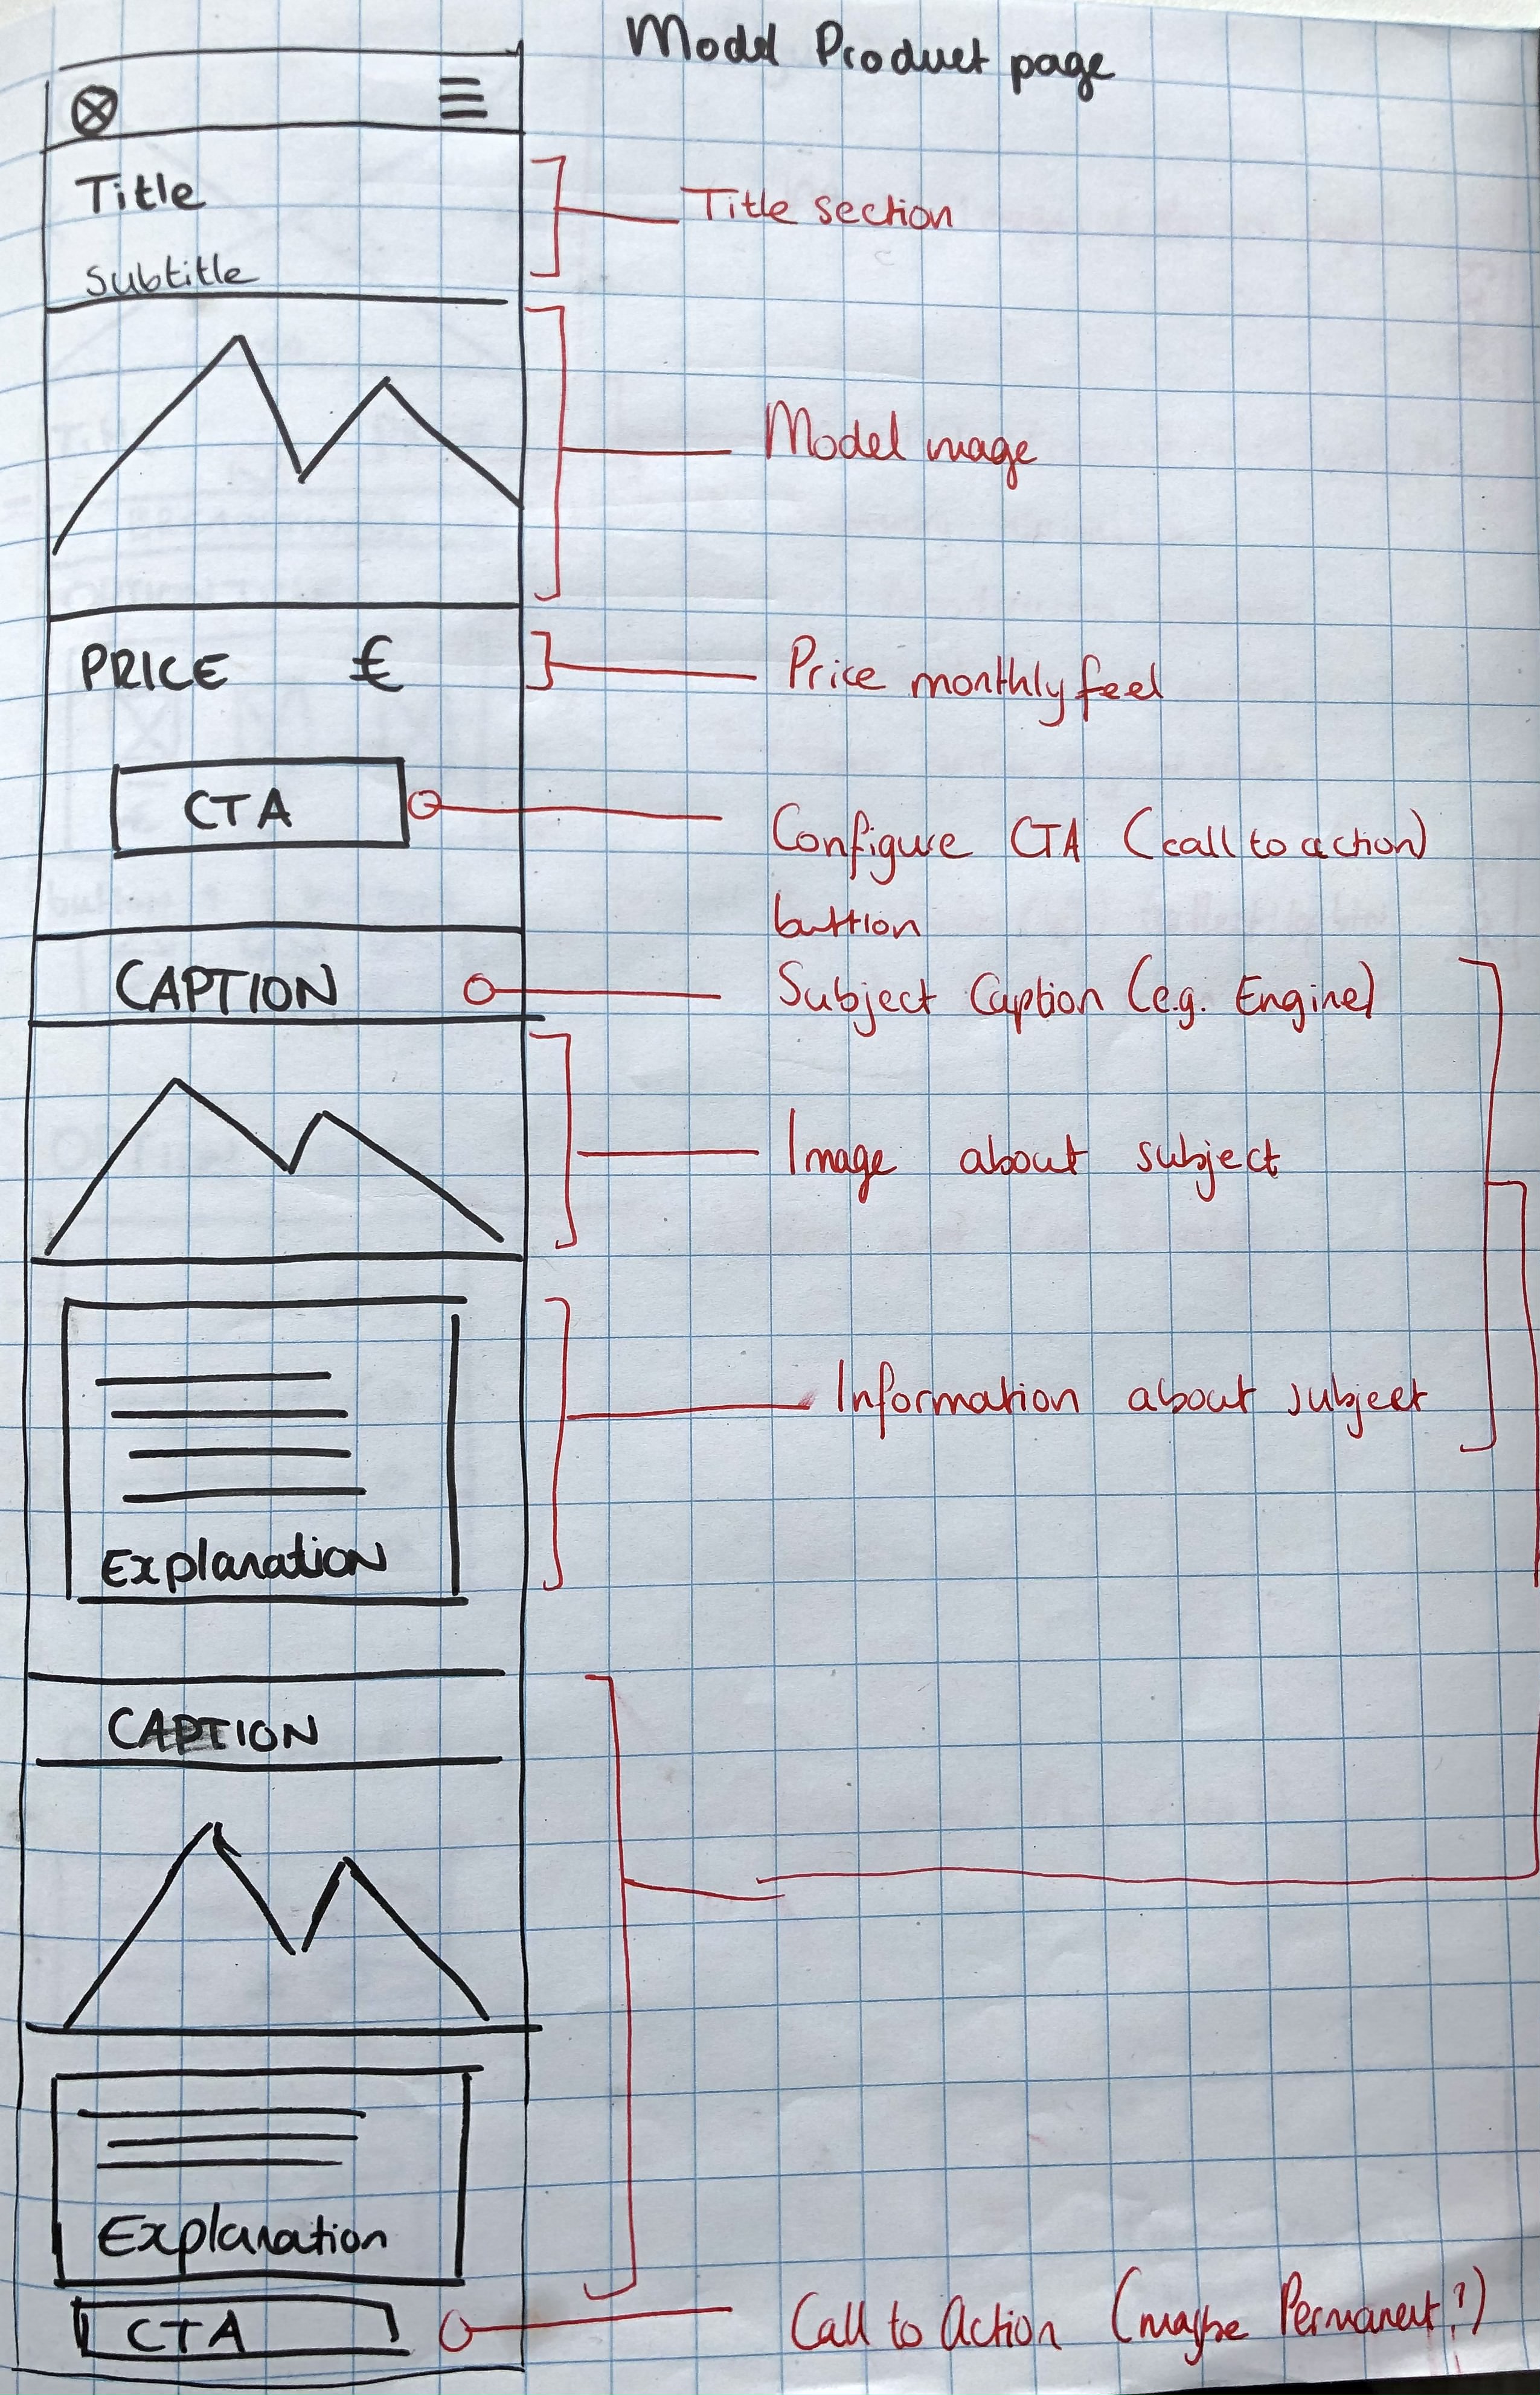 Model Product page
Title
Title section
Subtitle
Model image
PRICE €
Price monthly feel
CTA
Configure CTA (call to action)
buttion
CAPTION
Subject Caption (e.g. Engine)
Image about subject
Information about subject
Explanation
CAPTION
Explanation
CTA
Call to Action (maybe Permanent?)